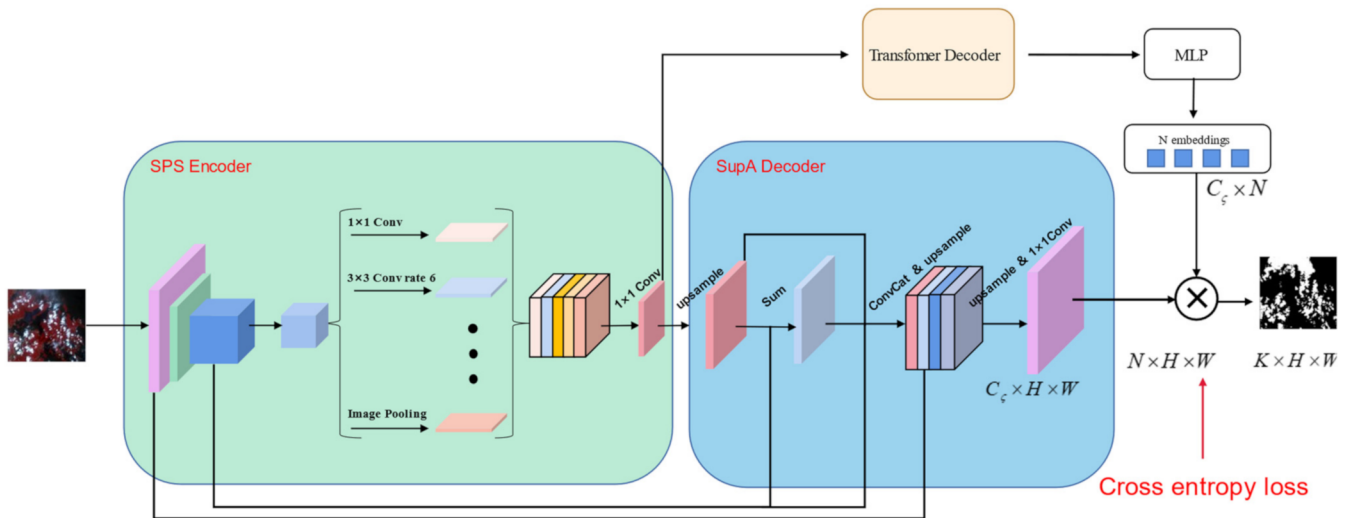 Transfomer Decoder
MLP
N embeddings
C_ς × N
SPS Encoder
SupA Decoder
1×1 Conv
3×3 Conv rate 6
Image Pooling
1×1 Conv
upsample
Sum
ConvCat & upsample
upsample & 1×1Conv
C_ς × H × W
N × H × W
K × H × W
Cross entropy loss